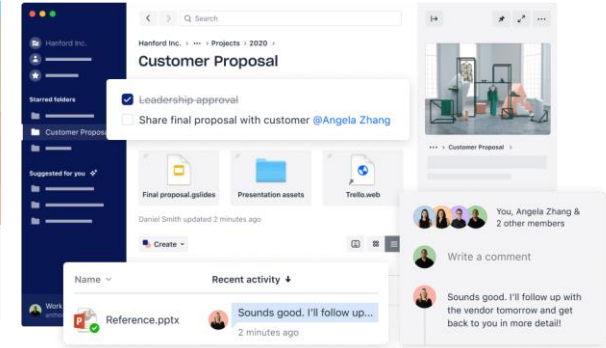 Search
Hanford Inc.
Hanford Inc. › ••• › Projects › 2020 ›
Customer Proposal
Starred folders
Customer Propos
Suggested for you
Leadership approval
Share final proposal with customer @Angela Zhang
Final proposal.gslides
Presentation assets
Trello.web
Daniel Smith updated 2 minutes ago
Create
Name
Recent activity
Reference.pptx
Sounds good. I'll follow up...
2 minutes ago
Work
••• › Customer Proposal ›
You, Angela Zhang &
2 other members
Write a comment
Sounds good. I'll follow up with
the vendor tomorrow and get
back to you in more detail!